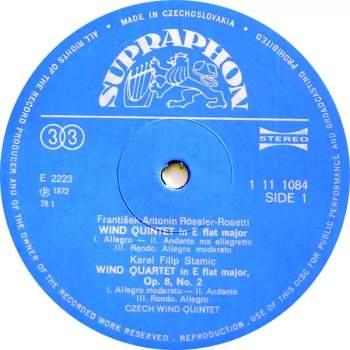 MADE IN CZECHOSLOVAKIA
ALL RIGHTS OF THE RECORD PRODUCER AND OF THE OWNER OF THE RECORDED WORK RESERVED. REPRODUCTION, USE OF THIS RECORD FOR PUBLIC PERFORMANCE AND BROADCASTING PROHIBITED
SUPRAPHON
33
STEREO
E 2223
Ⓟ 1972
78 1
1 11 1084
SIDE 1
František Antonín Rössler-Rosetti
WIND QUINTET in E flat major
I. Allegro — II. Andante ma allegretto
III. Rondo. Allegro moderato
Karel Filip Stamic
WIND QUARTET in E flat major,
Op. 8, No. 2
I. Allegro moderato — II. Andante
III. Rondo. Allegro
CZECH WIND QUINTET